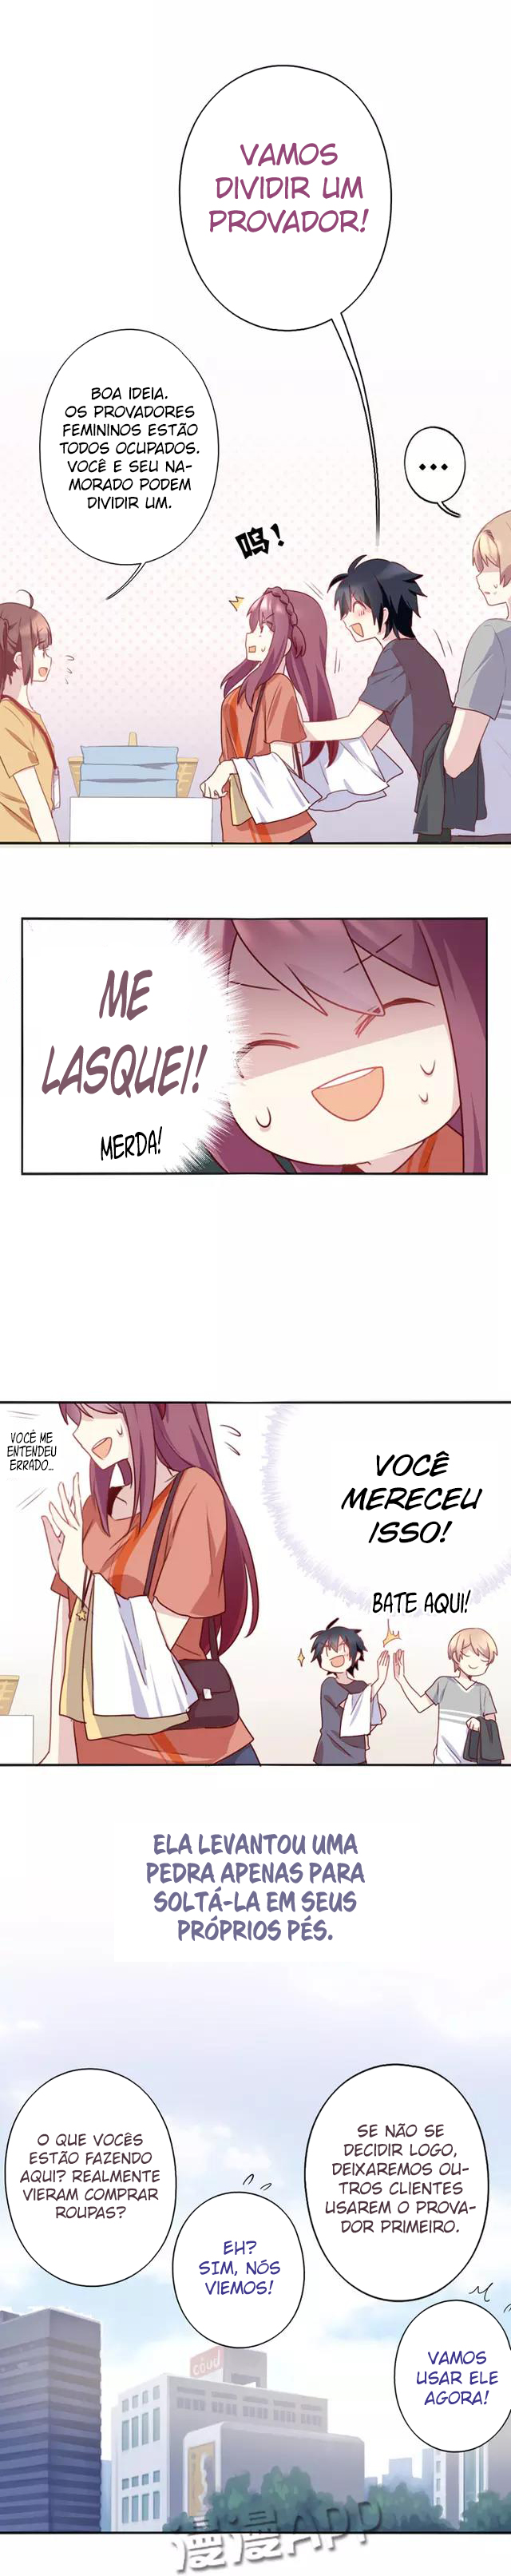 VAMOS
DIVIDIR UM
PROVADOR!
BOA IDEIA.
OS PROVADORES
FEMININOS ESTÃO
TODOS OCUPADOS.
VOCÊ E SEU NA-
MORADO PODEM
DIVIDIR UM.
...
呜!
ME
LASQUEI!
MERDA!
VOCÊ ME
ENTENDEU
ERRADO...
VOCÊ
MERECEU
ISSO!
BATE AQUI!
ELA LEVANTOU UMA
PEDRA APENAS PARA
SOLTÁ-LA EM SEUS
PRÓPRIOS PÉS.
O QUE VOCÊS
ESTÃO FAZENDO
AQUI? REALMENTE
VIERAM COMPRAR
ROUPAS?
EH?
SIM, NÓS
VIEMOS!
SE NÃO SE
DECIDIR LOGO,
DEIXAREMOS OU-
TROS CLIENTES
USAREM O PROVA-
DOR PRIMEIRO.
VAMOS
USAR ELE
AGORA!
cloud
漫漫APP